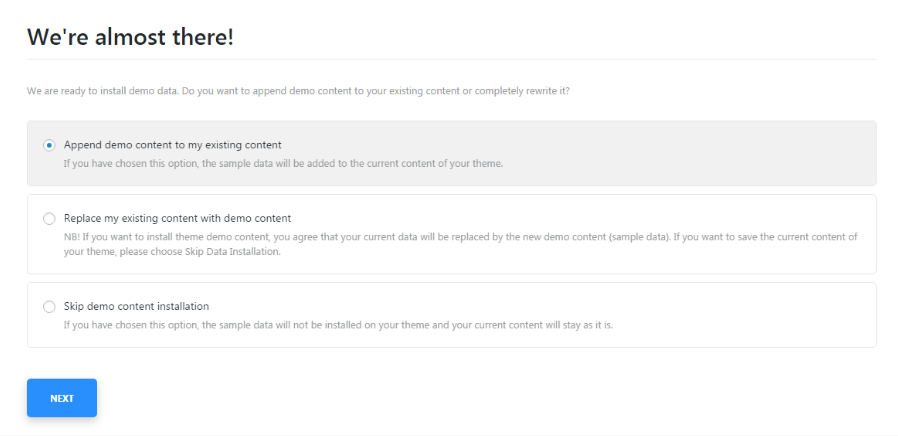 We're almost there!
We are ready to install demo data. Do you want to append demo content to your existing content or completely rewrite it?
Append demo content to my existing content
If you have chosen this option, the sample data will be added to the current content of your theme.
Replace my existing content with demo content
NB! If you want to install theme demo content, you agree that your current data will be replaced by the new demo content (sample data). If you want to save the current content of
your theme, please choose Skip Data Installation.
Skip demo content installation
If you have chosen this option, the sample data will not be installed on your theme and your current content will stay as it is.
NEXT